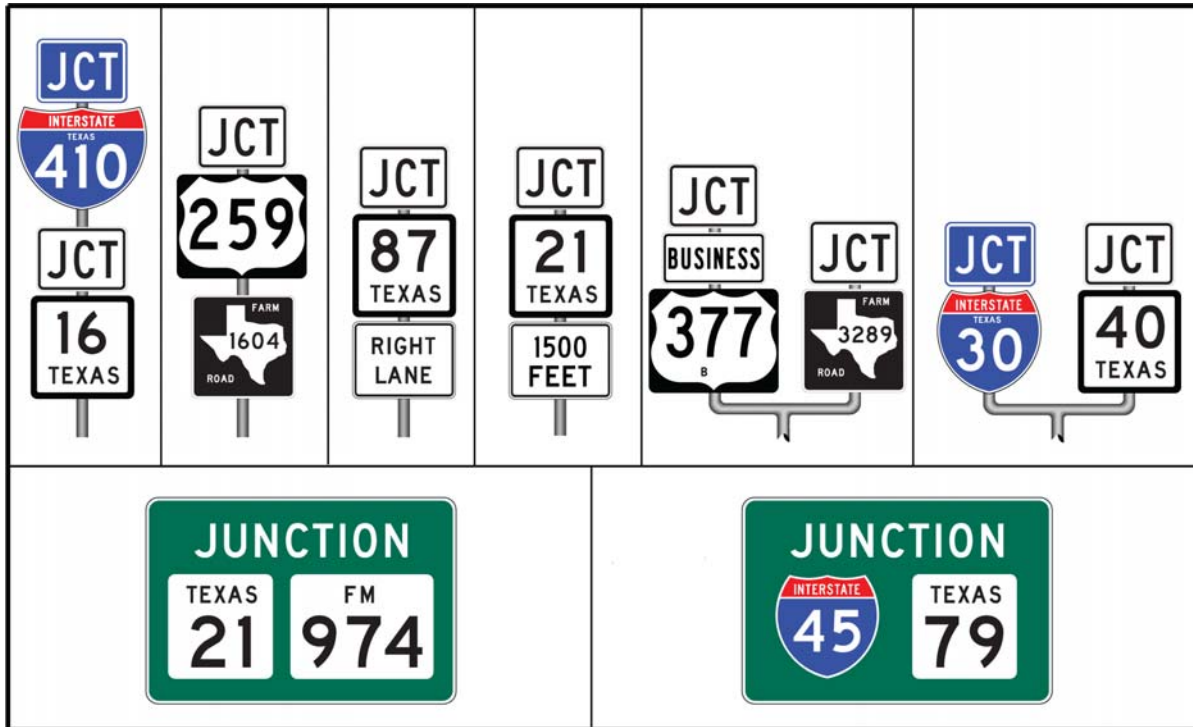 JCT
INTERSTATE
TEXAS
410
JCT
16
TEXAS
JCT
259
FARM
1604
ROAD
JCT
87
TEXAS
RIGHT
LANE
JCT
21
TEXAS
1500
FEET
JCT
BUSINESS
377
B
JCT
FARM
3289
ROAD
JCT
INTERSTATE
TEXAS
30
JCT
40
TEXAS
JUNCTION
TEXAS
21
FM
974
JUNCTION
INTERSTATE
45
TEXAS
79